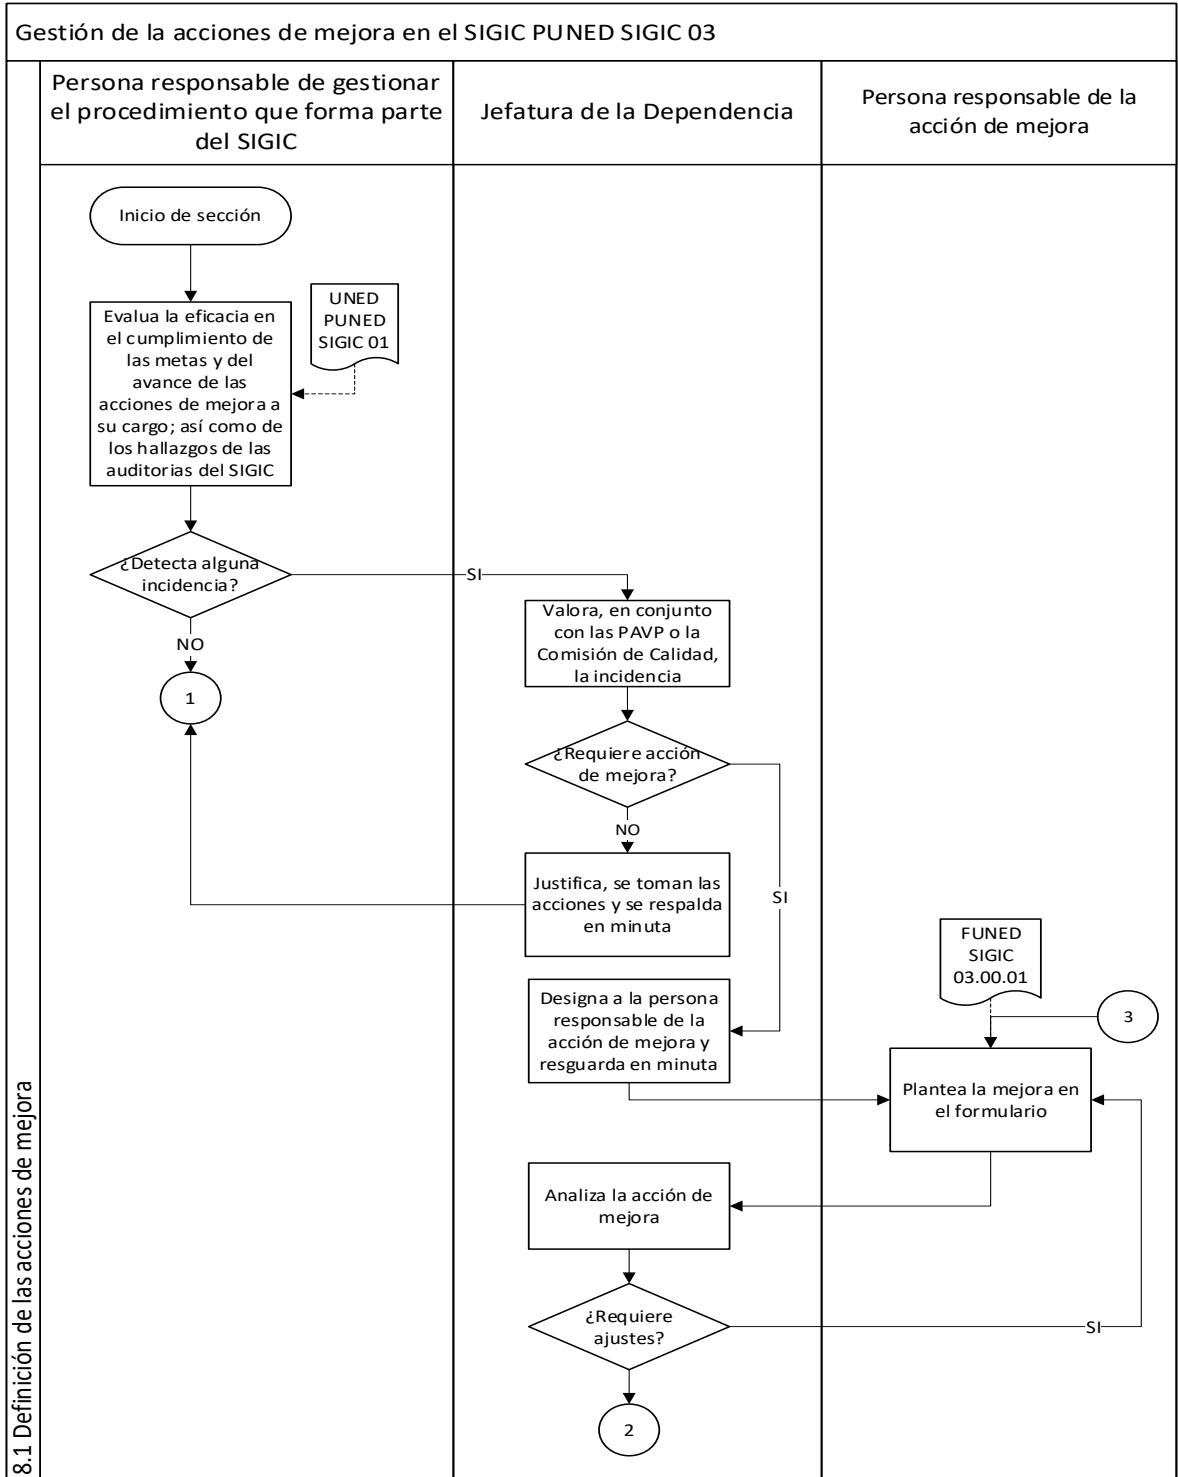 Gestión de la acciones de mejora en el SIGIC PUNED SIGIC 03
Persona responsable de gestionar
el procedimiento que forma parte
del SIGIC
Jefatura de la Dependencia
Persona responsable de la
acción de mejora
8.1 Definición de las acciones de mejora
Inicio de sección
UNED
PUNED
SIGIC 01
Evalua la eficacia en
el cumplimiento de
las metas y del
avance de las
acciones de mejora a
su cargo; así como de
los hallazgos de las
auditorias del SIGIC
¿Detecta alguna
incidencia?
SI
NO
1
Valora, en conjunto
con las PAVP o la
Comisión de Calidad,
la incidencia
¿Requiere acción
de mejora?
NO
SI
Justifica, se toman las
acciones y se respalda
en minuta
Designa a la persona
responsable de la
acción de mejora y
resguarda en minuta
FUNED
SIGIC
03.00.01
3
Plantea la mejora en
el formulario
Analiza la acción de
mejora
¿Requiere
ajustes?
SI
2